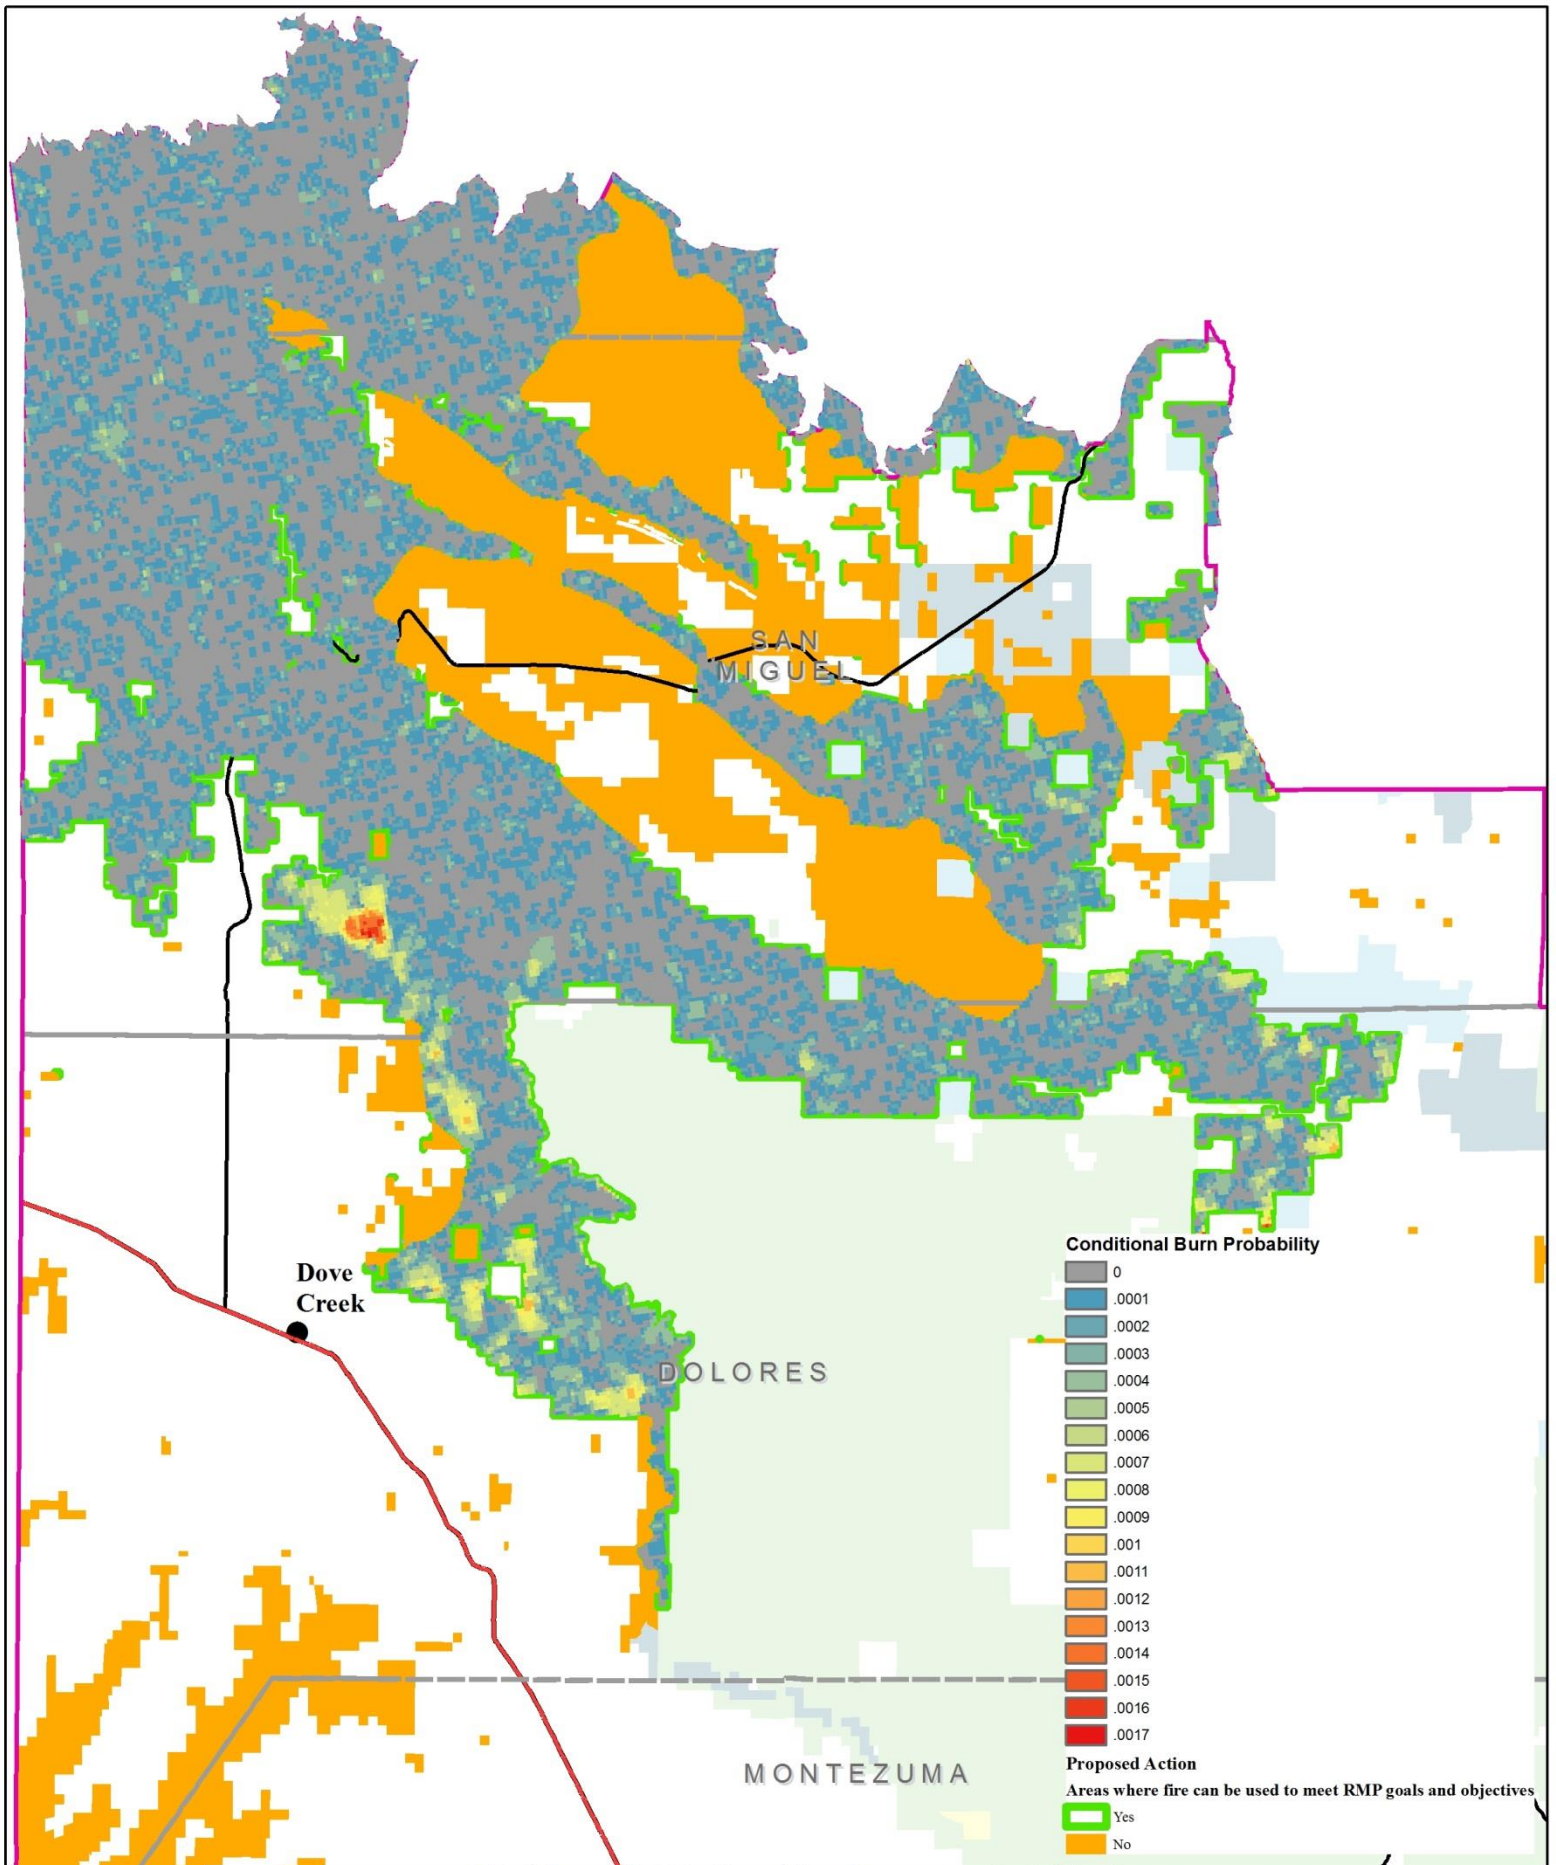 SAN
MIGUEL
Dove
Creek
DOLORES
MONTEZUMA
Conditional Burn Probability
0
.0001
.0002
.0003
.0004
.0005
.0006
.0007
.0008
.0009
.001
.0011
.0012
.0013
.0014
.0015
.0016
.0017
Proposed Action
Areas where fire can be used to meet RMP goals and objectives
Yes
No